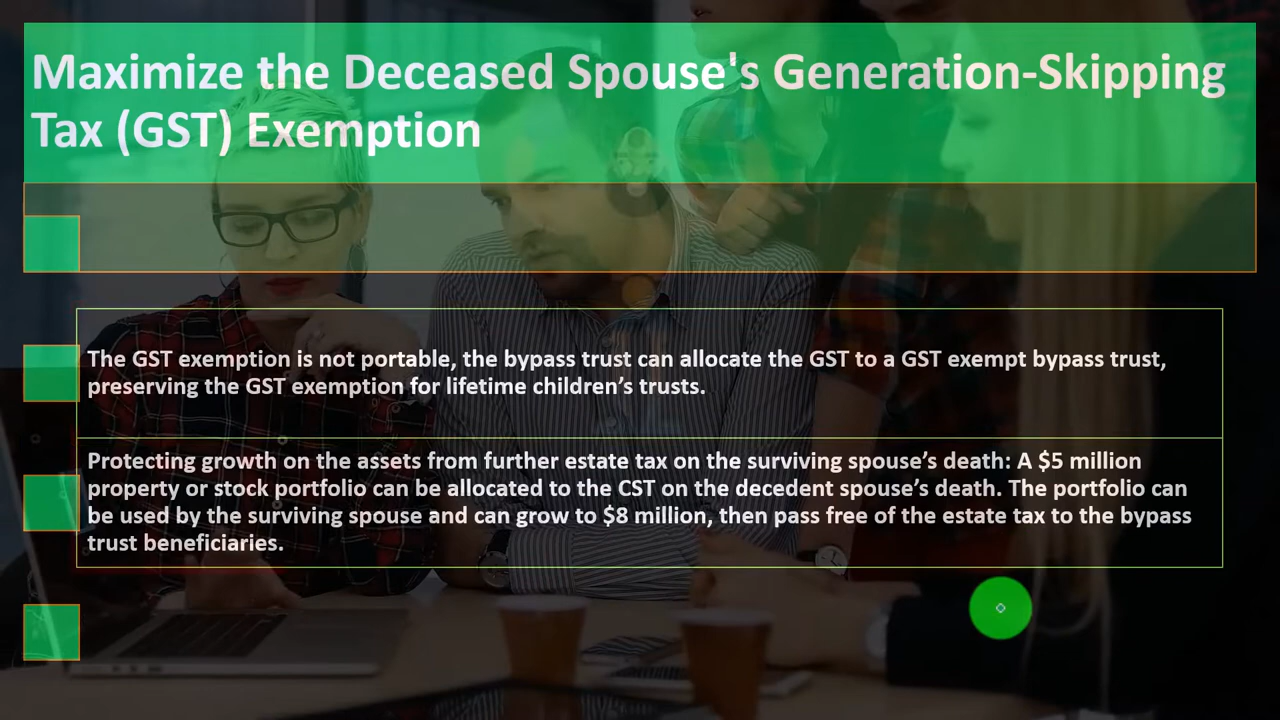 Maximize the Deceased Spouse's Generation-Skipping
Tax (GST) Exemption
The GST exemption is not portable, the bypass trust can allocate the GST to a GST exempt bypass trust,
preserving the GST exemption for lifetime children’s trusts.
Protecting growth on the assets from further estate tax on the surviving spouse’s death: A $5 million
property or stock portfolio can be allocated to the CST on the decedent spouse’s death. The portfolio can
be used by the surviving spouse and can grow to $8 million, then pass free of the estate tax to the bypass
trust beneficiaries.